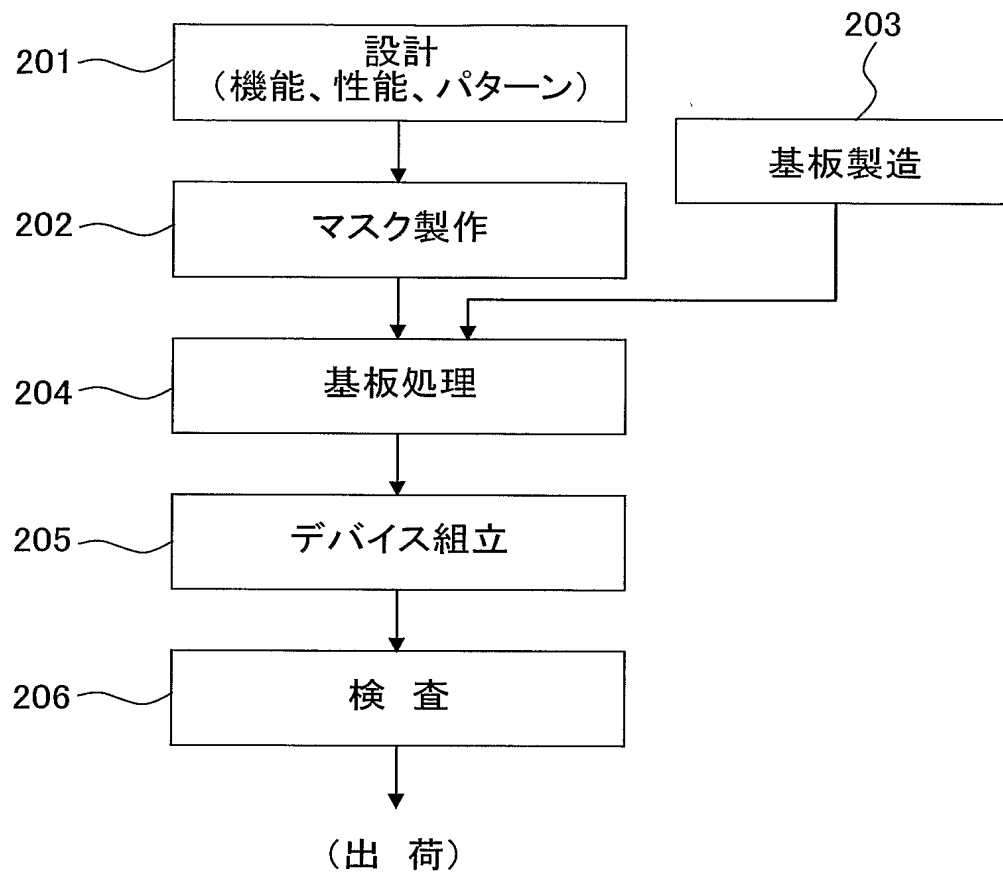 201
設計
（機能、性能、パターン）
203
基板製造
202
マスク製作
204
基板処理
205
デバイス組立
206
検 査
（出 荷）